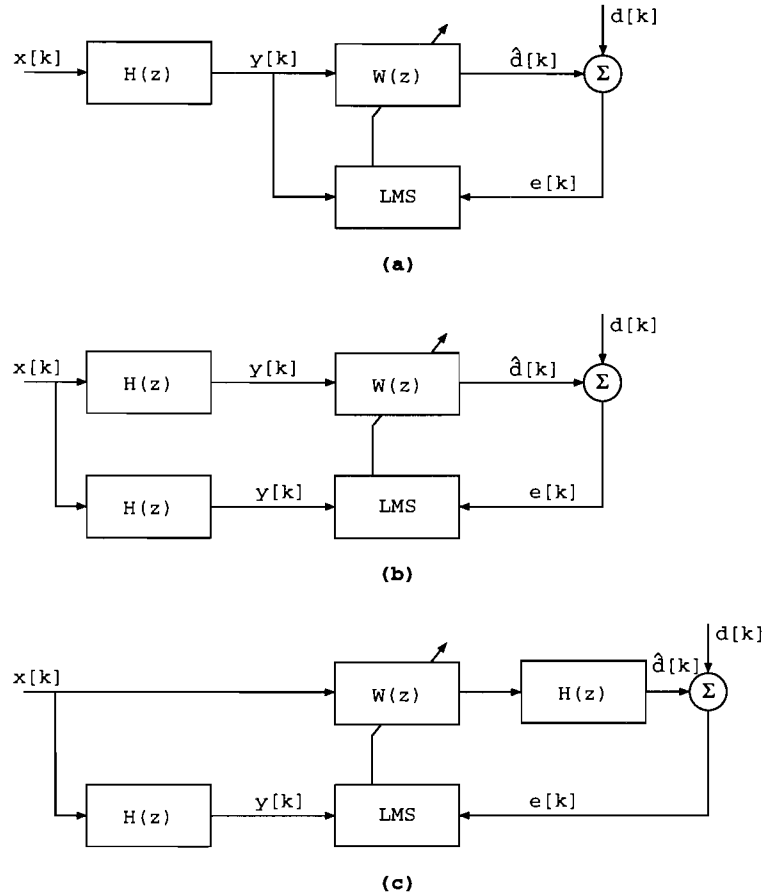 d[k]
x[k] H(z) y[k] W(z) d̂[k] Σ
LMS e[k]
(a)
d[k]
x[k] H(z) y[k] W(z) d̂[k] Σ
H(z) y[k] LMS e[k]
(b)
d[k]
x[k] W(z) H(z) d̂[k] Σ
H(z) y[k] LMS e[k]
(c)